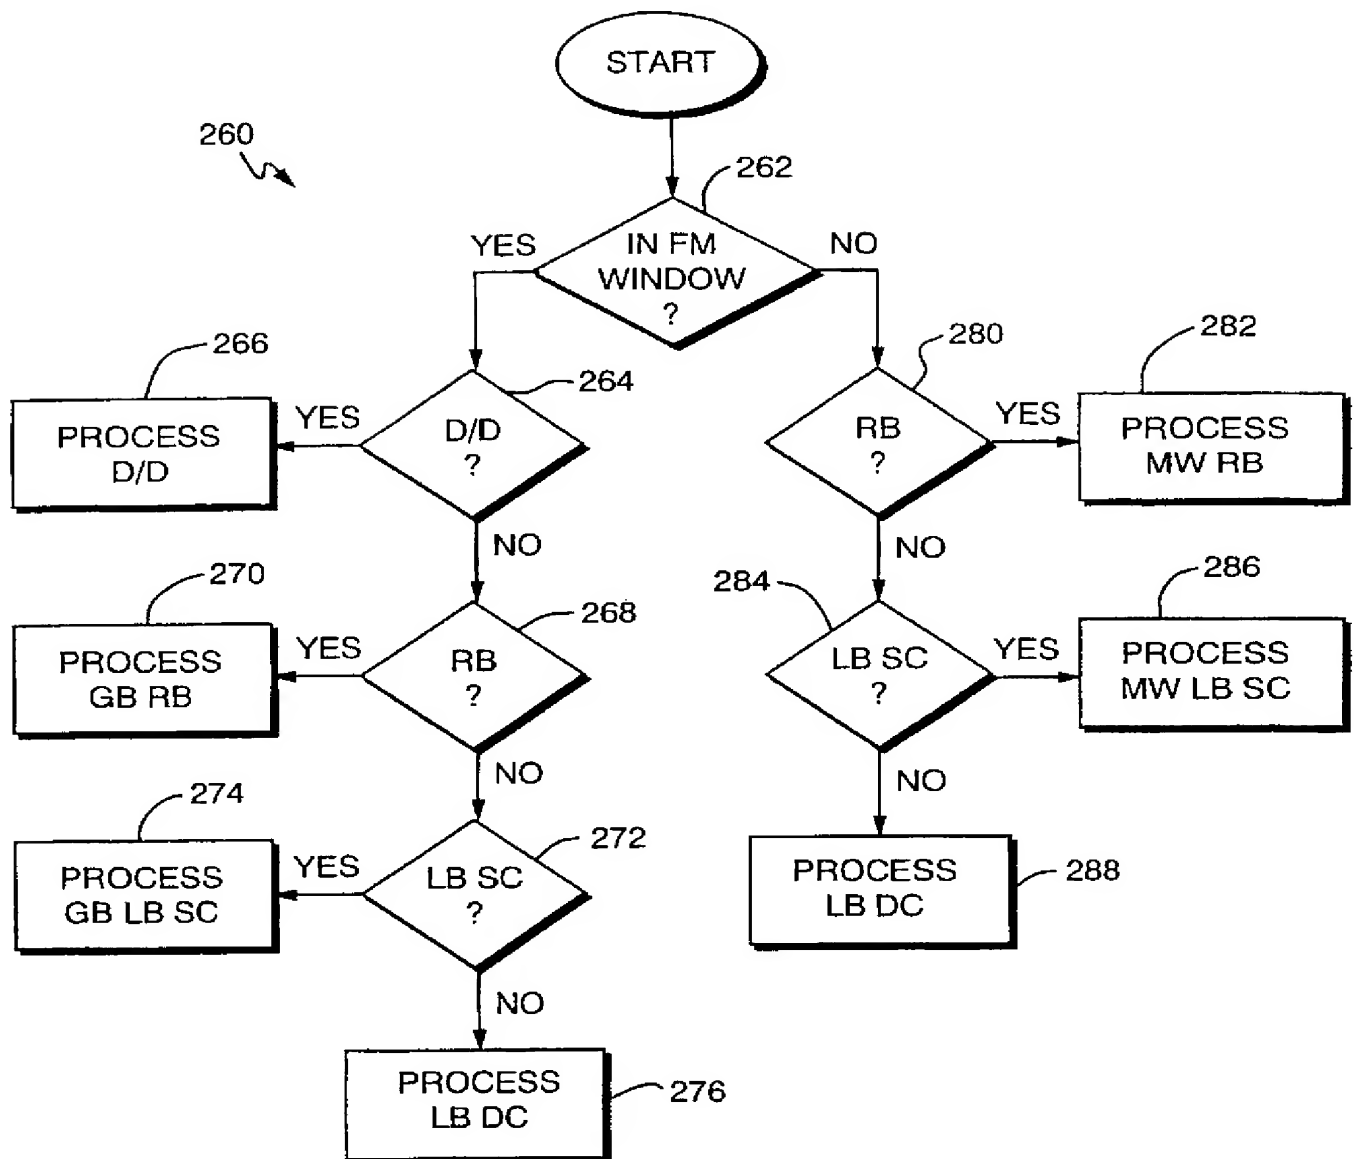 START
260
262
YES
IN FM
WINDOW
?
NO
266
264
280
282
PROCESS
D/D
YES
D/D
?
RB
?
YES
PROCESS
MW RB
NO
NO
270
268
284
286
PROCESS
GB RB
YES
RB
?
LB SC
?
YES
PROCESS
MW LB SC
NO
NO
274
272
PROCESS
GB LB SC
YES
LB SC
?
PROCESS
LB DC
288
NO
PROCESS
LB DC
276